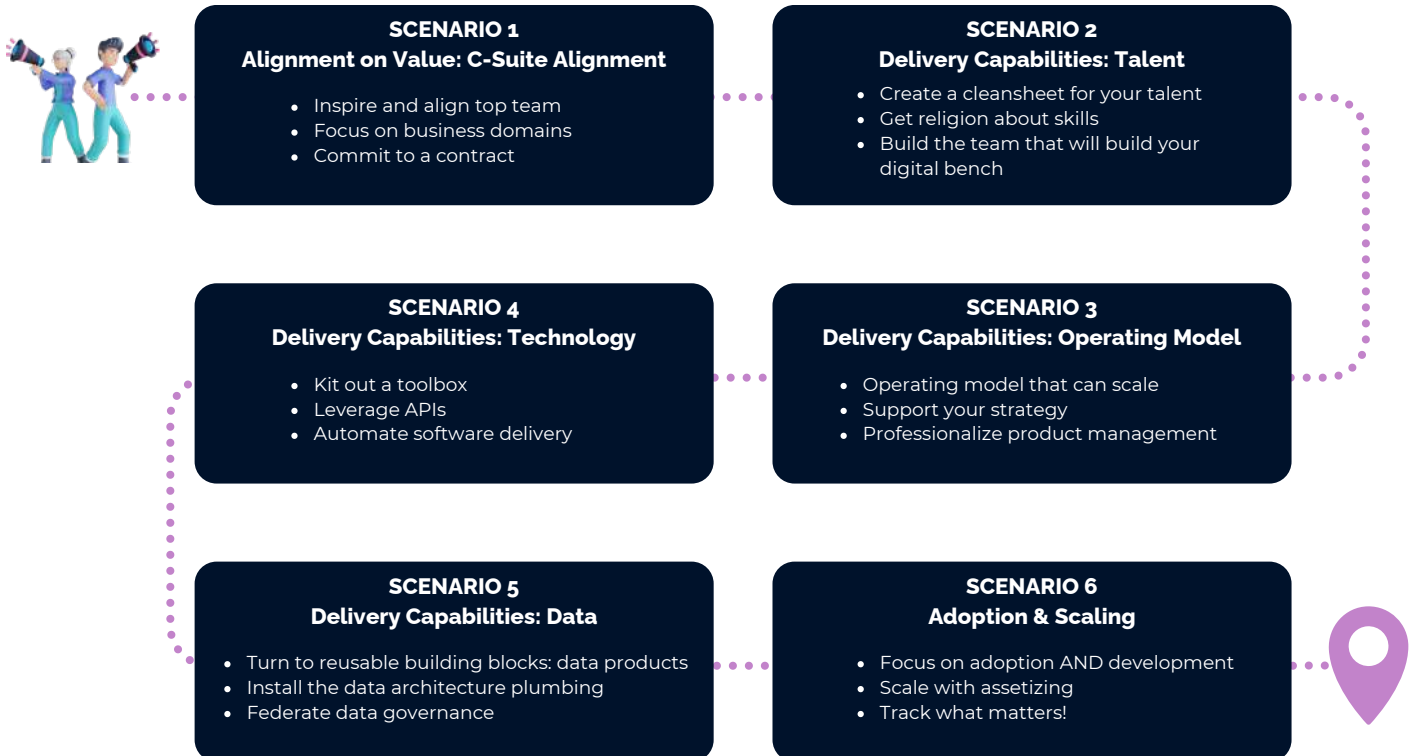 SCENARIO 1
Alignment on Value: C-Suite Alignment
• Inspire and align top team
• Focus on business domains
• Commit to a contract
SCENARIO 2
Delivery Capabilities: Talent
• Create a cleansheet for your talent
• Get religion about skills
• Build the team that will build your
digital bench
SCENARIO 3
Delivery Capabilities: Operating Model
• Operating model that can scale
• Support your strategy
• Professionalize product management
SCENARIO 4
Delivery Capabilities: Technology
• Kit out a toolbox
• Leverage APIs
• Automate software delivery
SCENARIO 5
Delivery Capabilities: Data
• Turn to reusable building blocks: data products
• Install the data architecture plumbing
• Federate data governance
SCENARIO 6
Adoption & Scaling
• Focus on adoption AND development
• Scale with assetizing
• Track what matters!